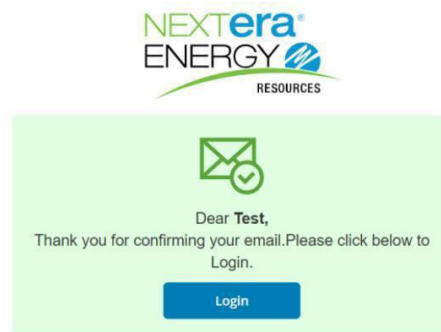 NEXTera®
ENERGY
RESOURCES
Dear Test,
Thank you for confirming your email.Please click below to
Login.
Login